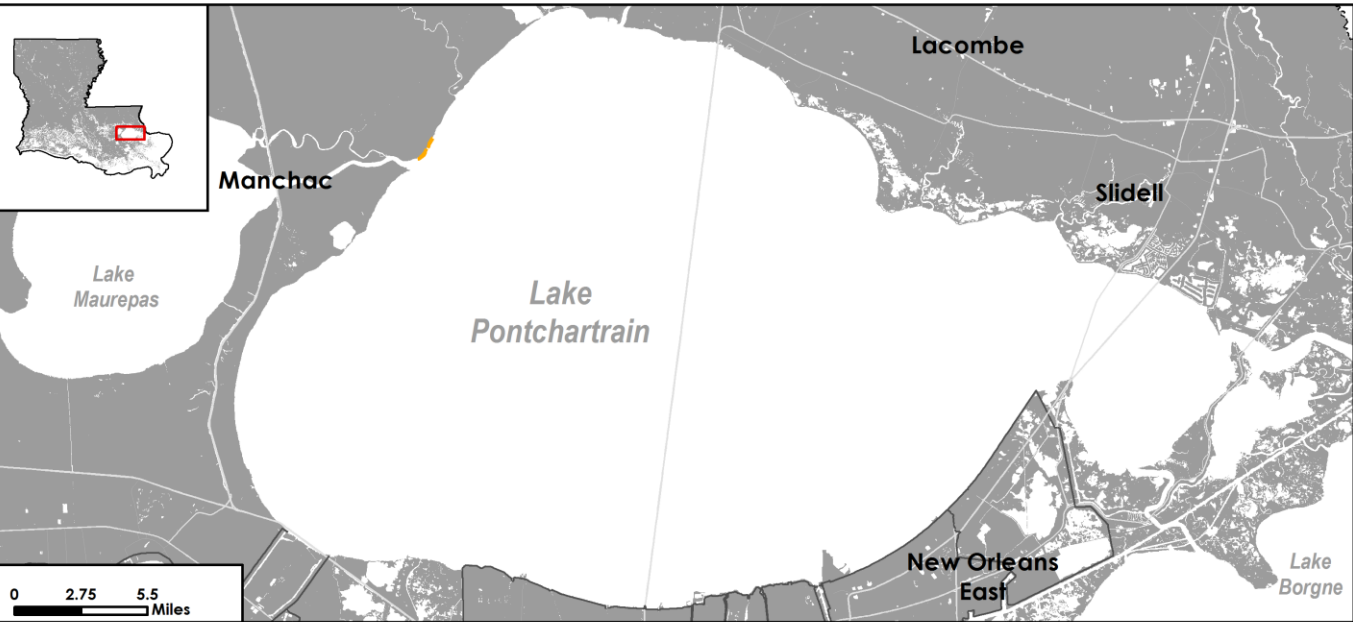 Lacombe
Manchac
Slidell
Lake
Maurepas
Lake
Pontchartrain
New Orleans
East
Lake
Borgne
0 2.75 5.5
Miles